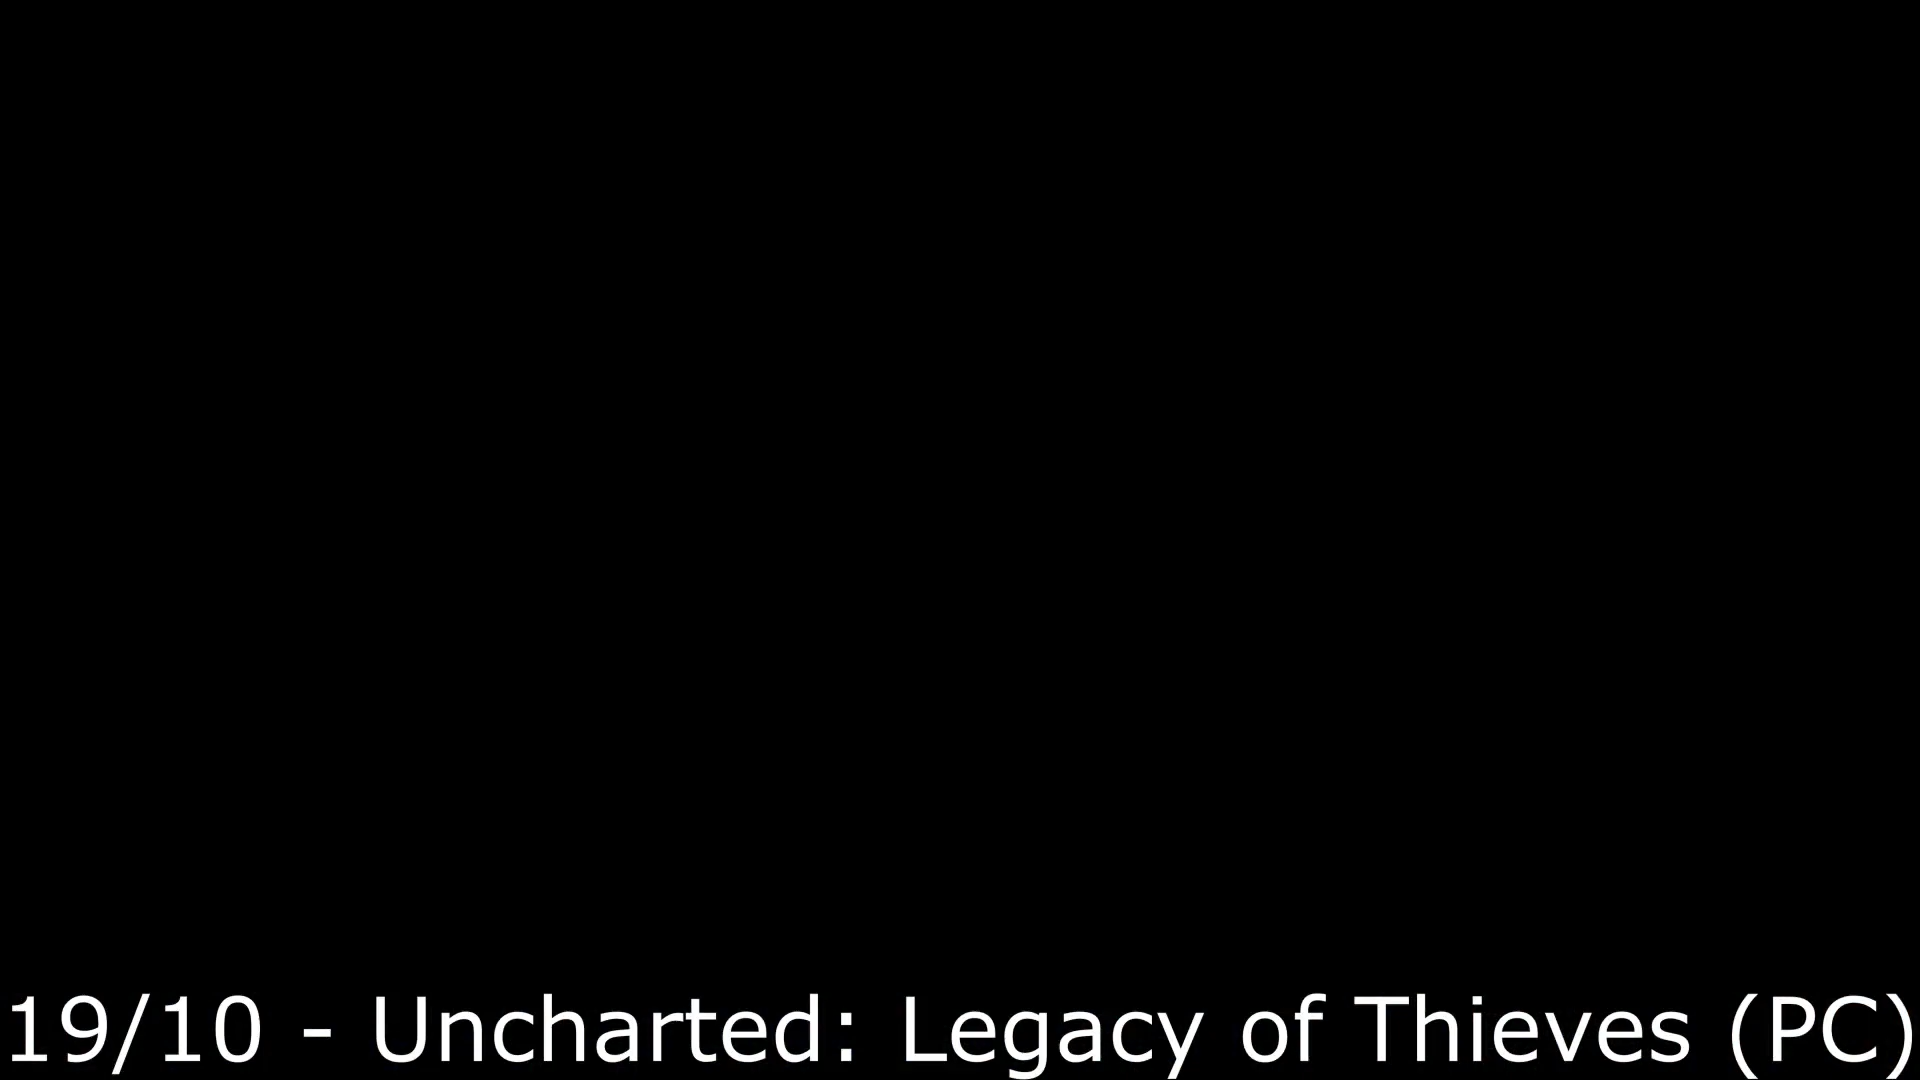 19/10 - Uncharted: Legacy of Thieves (PC)